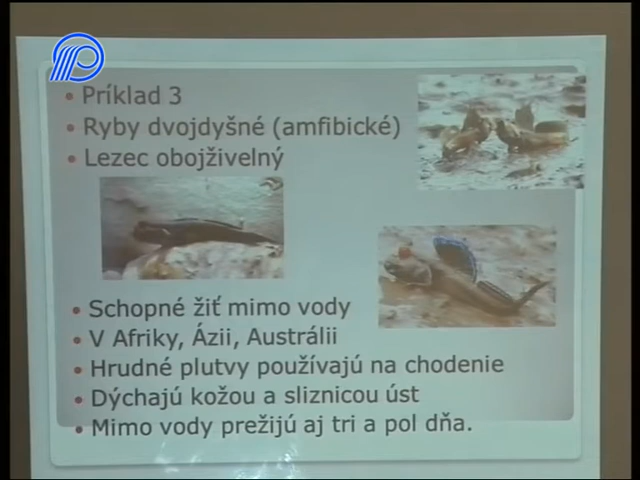 Príklad 3
Ryby dvojdyšné (amfibické)
Lezec obojživelný
Schopné žiť mimo vody
V Afriky, Ázii, Austrálii
Hrudné plutvy používajú na chodenie
Dýchajú kožou a sliznicou úst
Mimo vody prežijú aj tri a pol dňa.